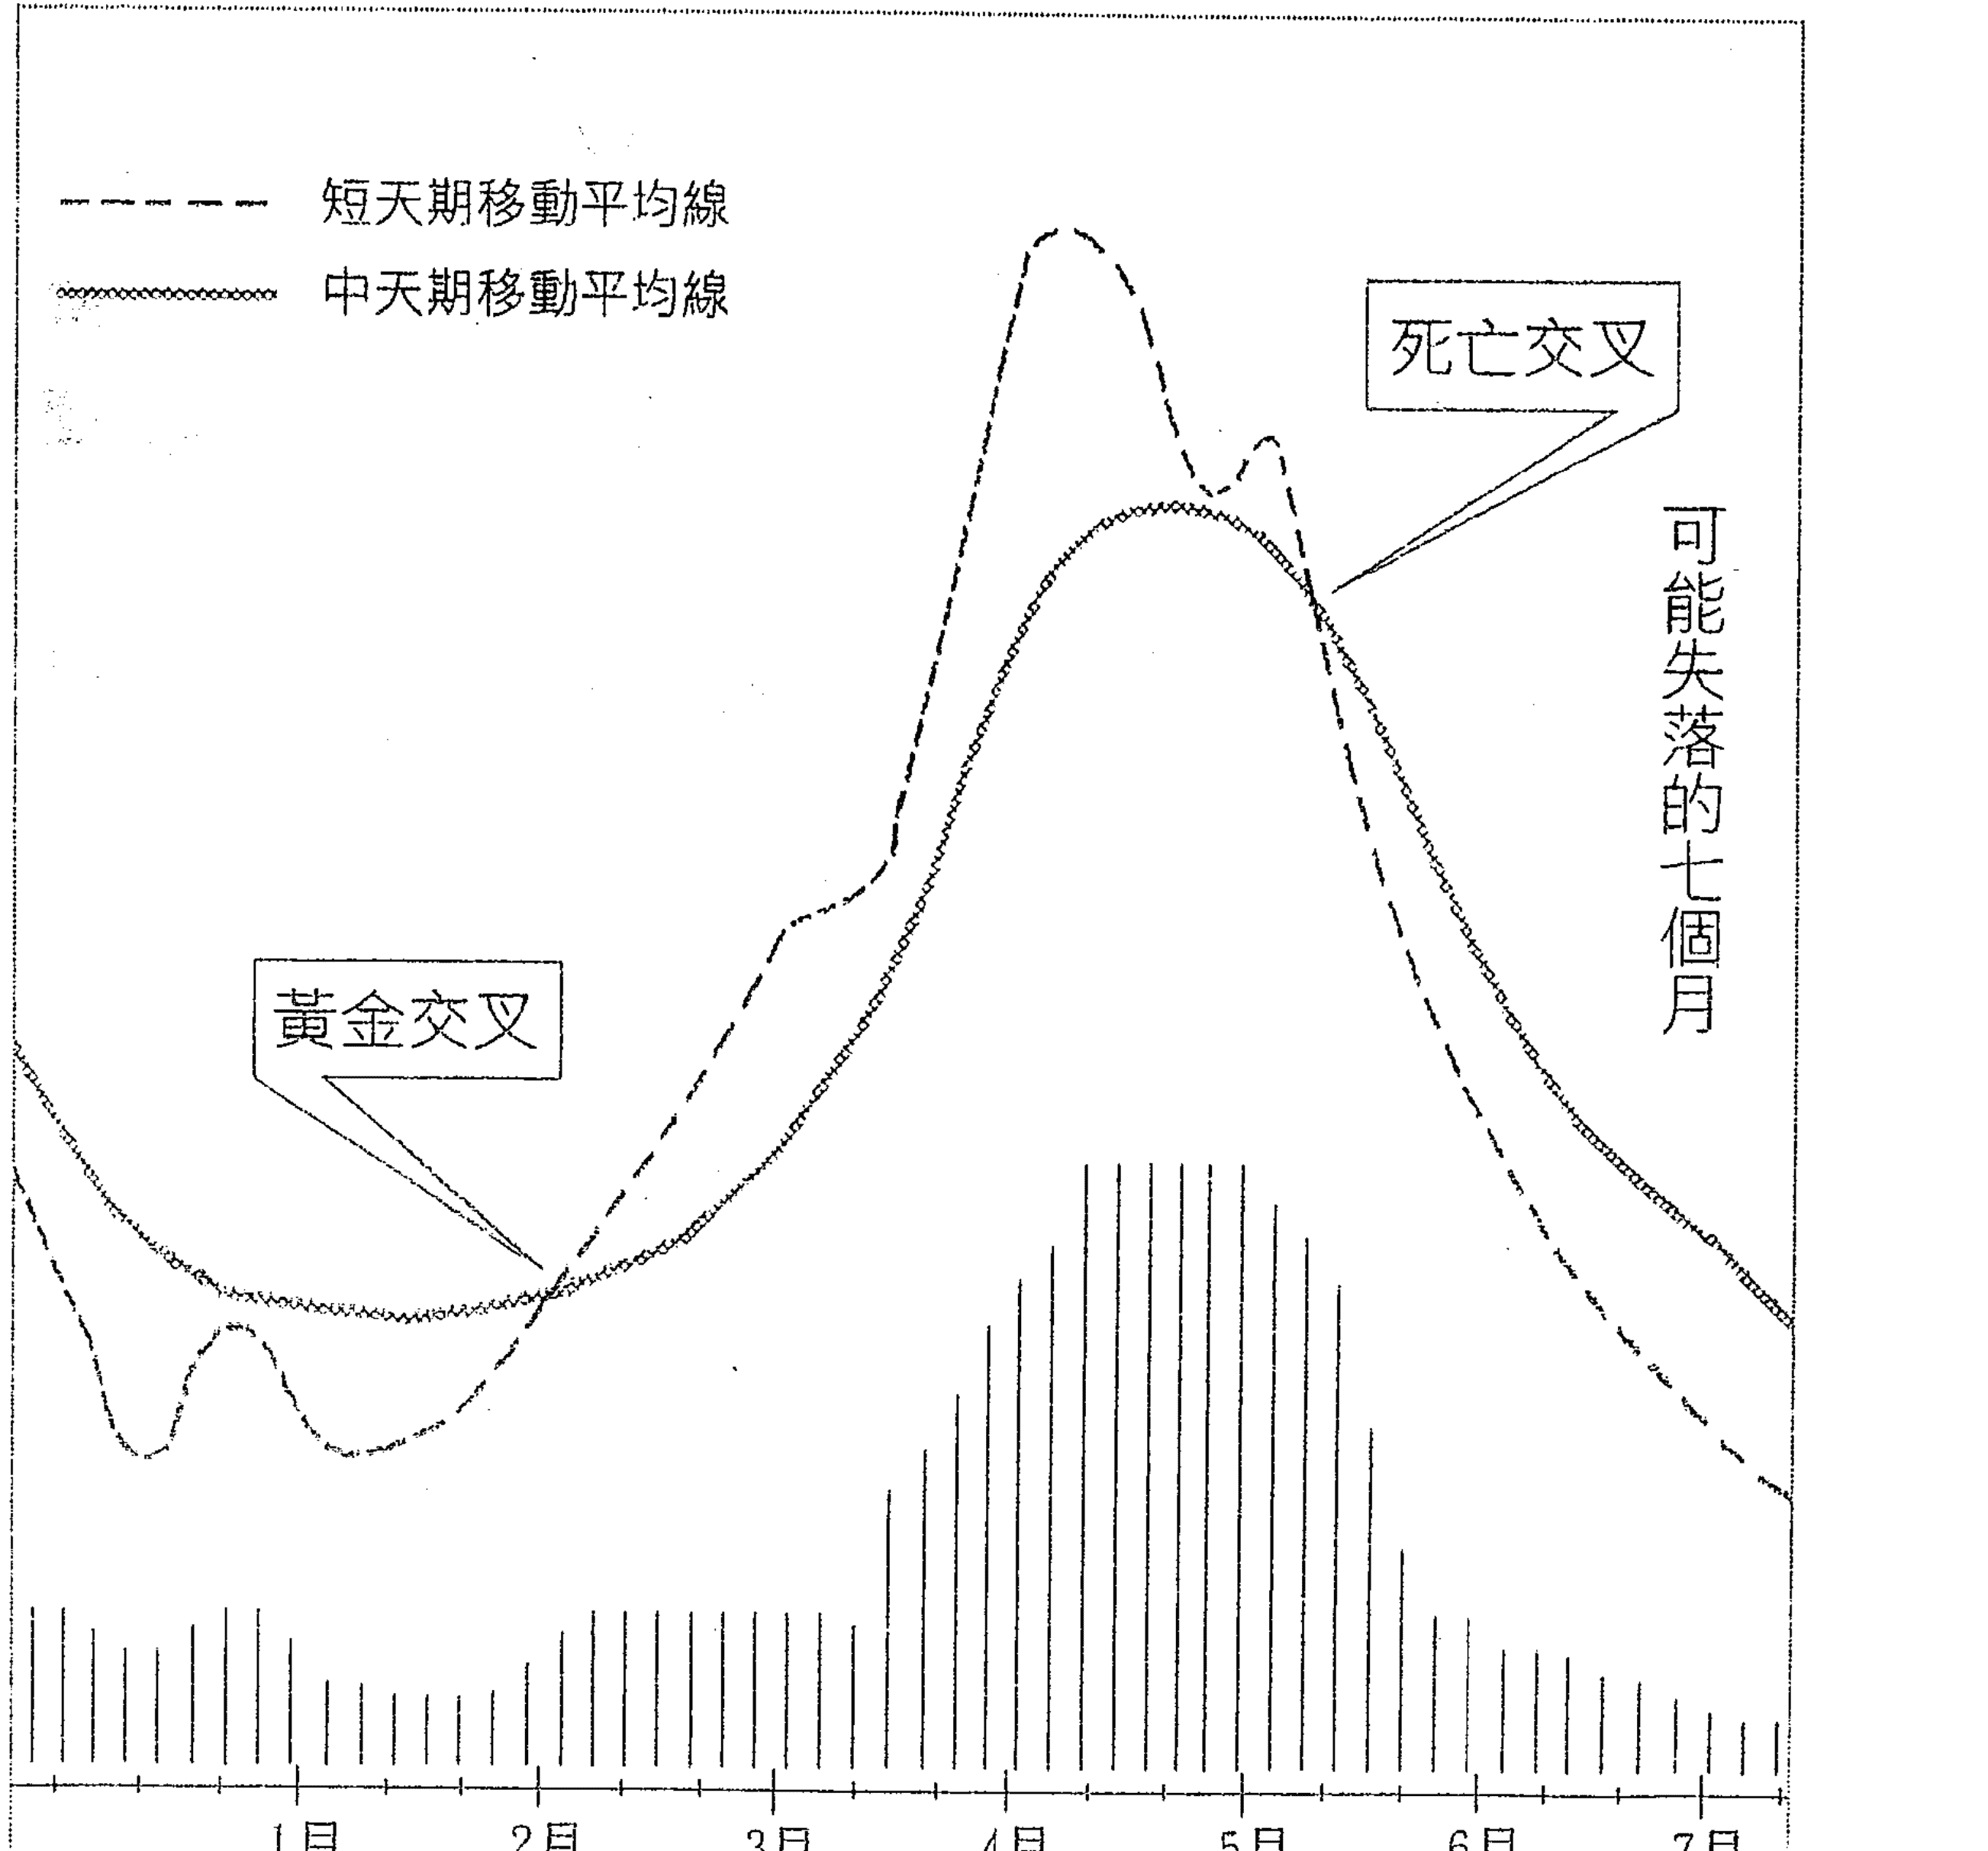 短天期移動平均線
中天期移動平均線
死亡交叉
可能失落的七個月
黃金交叉
1月 2月 3月 4月 5月 6月 7月